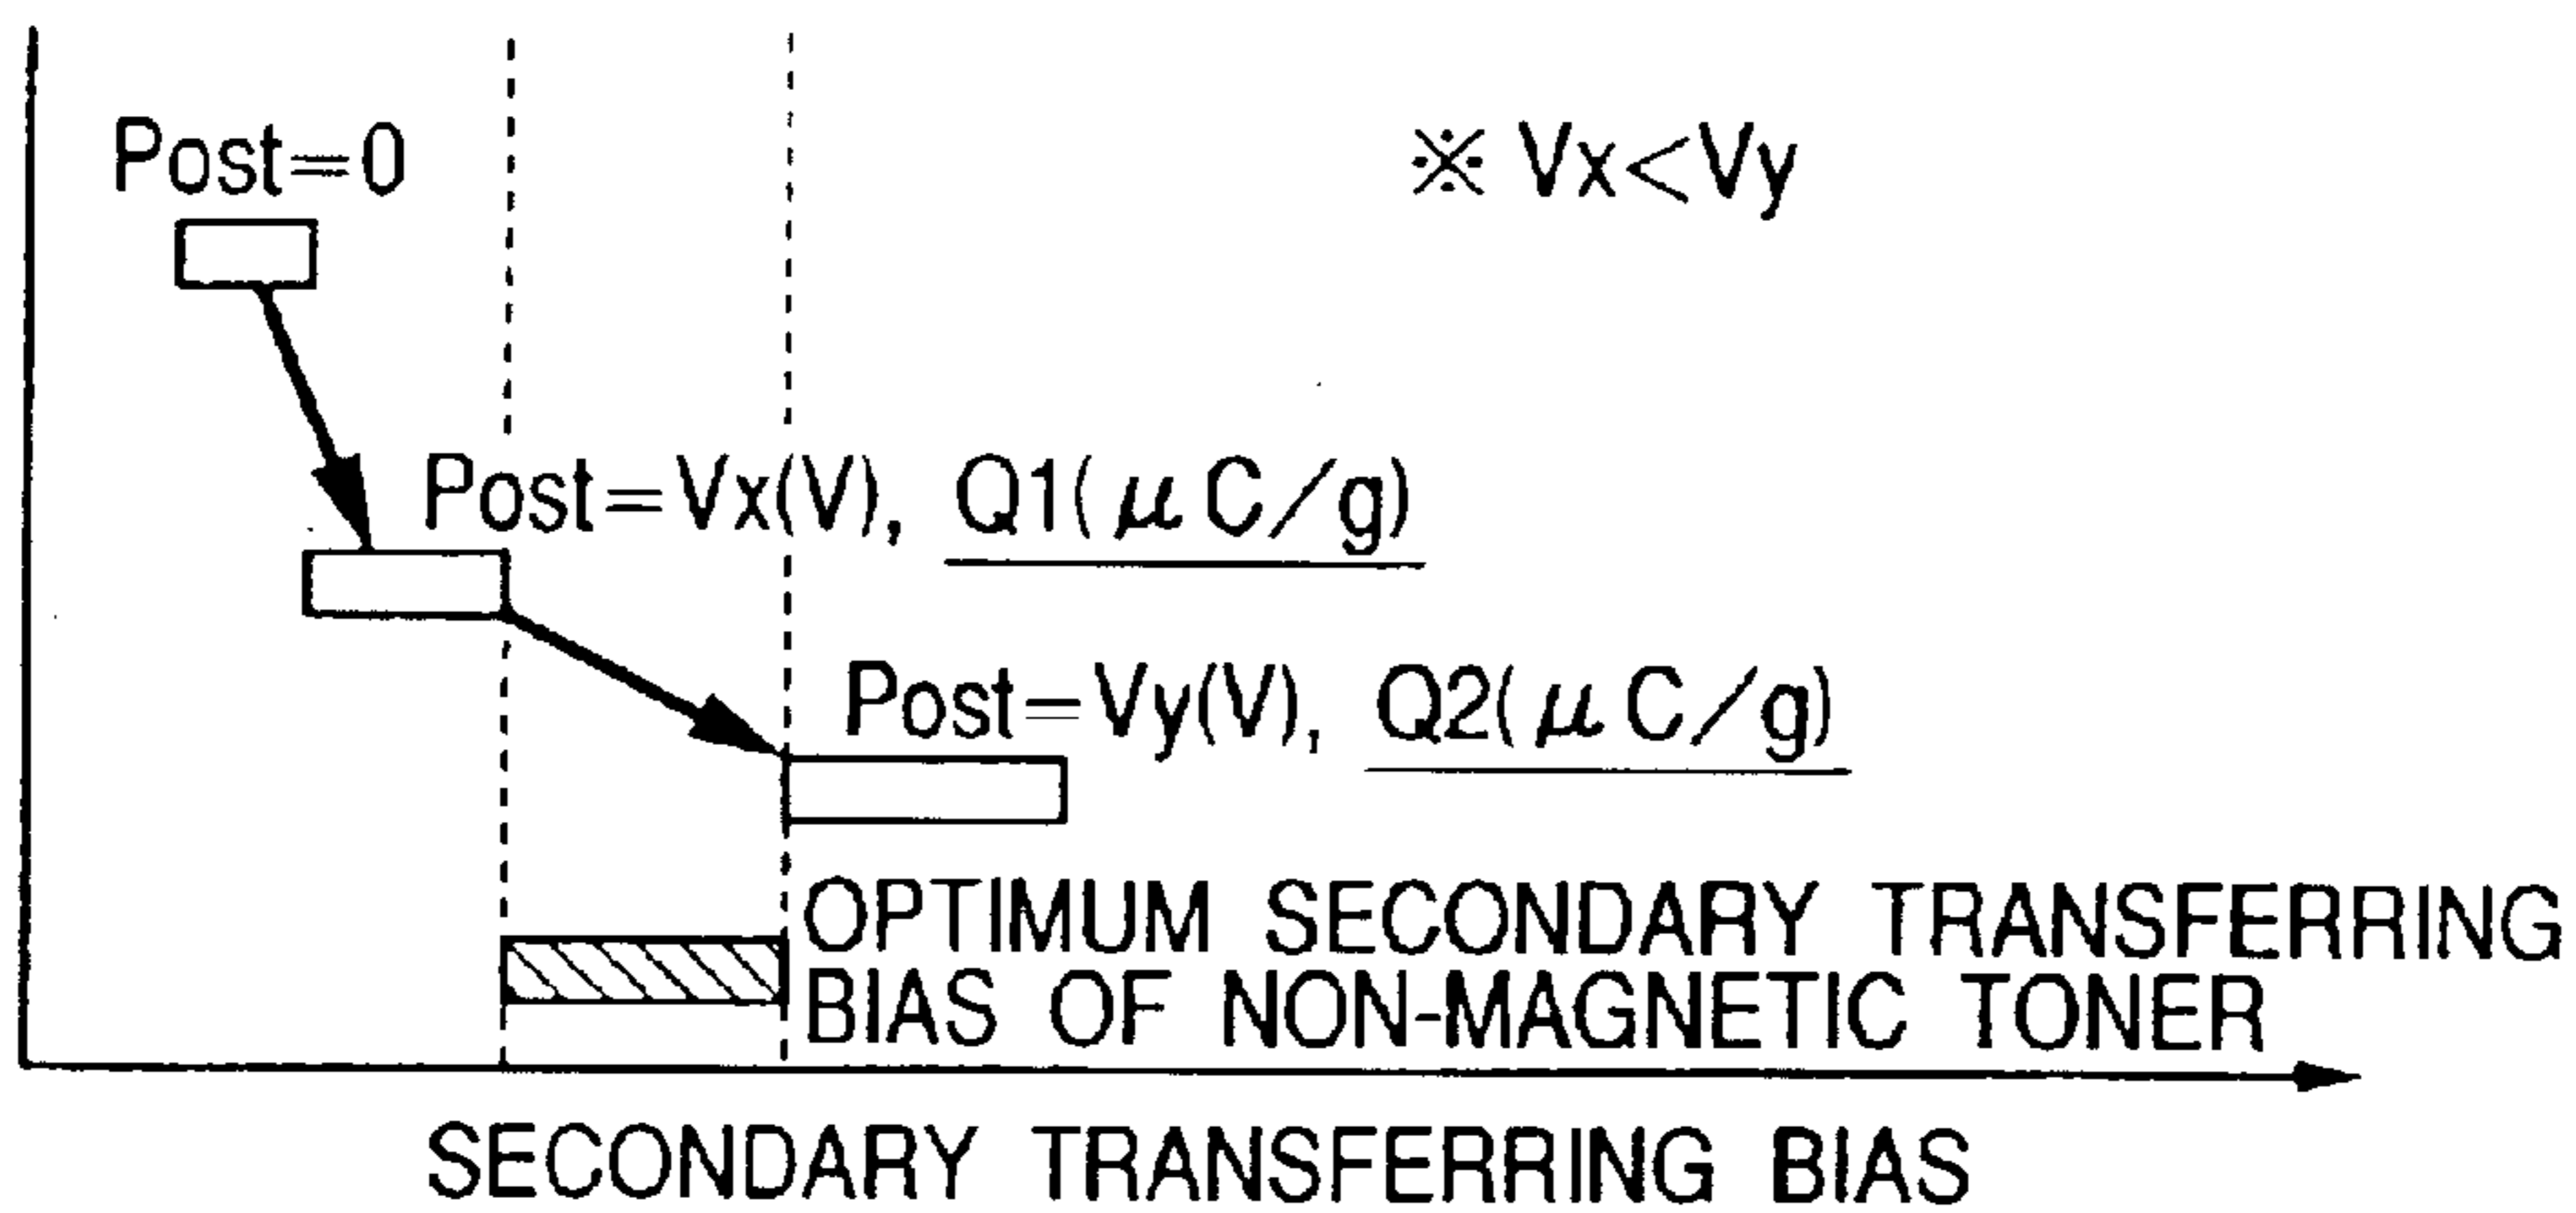 Post=0
※ Vx<Vy
Post=Vx(V), Q1(μC/g)
Post=Vy(V), Q2(μC/g)
OPTIMUM SECONDARY TRANSFERRING
BIAS OF NON-MAGNETIC TONER
SECONDARY TRANSFERRING BIAS